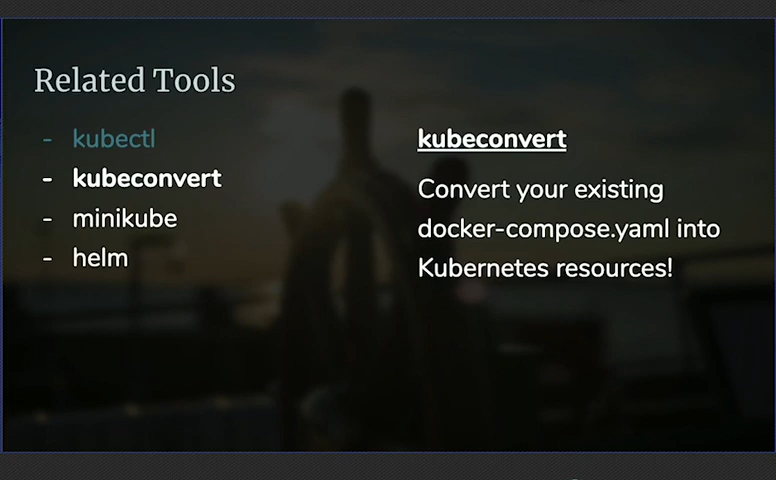 Related Tools
- kubectl
- kubeconvert
- minikube
- helm
kubeconvert
Convert your existing
docker-compose.yaml into
Kubernetes resources!